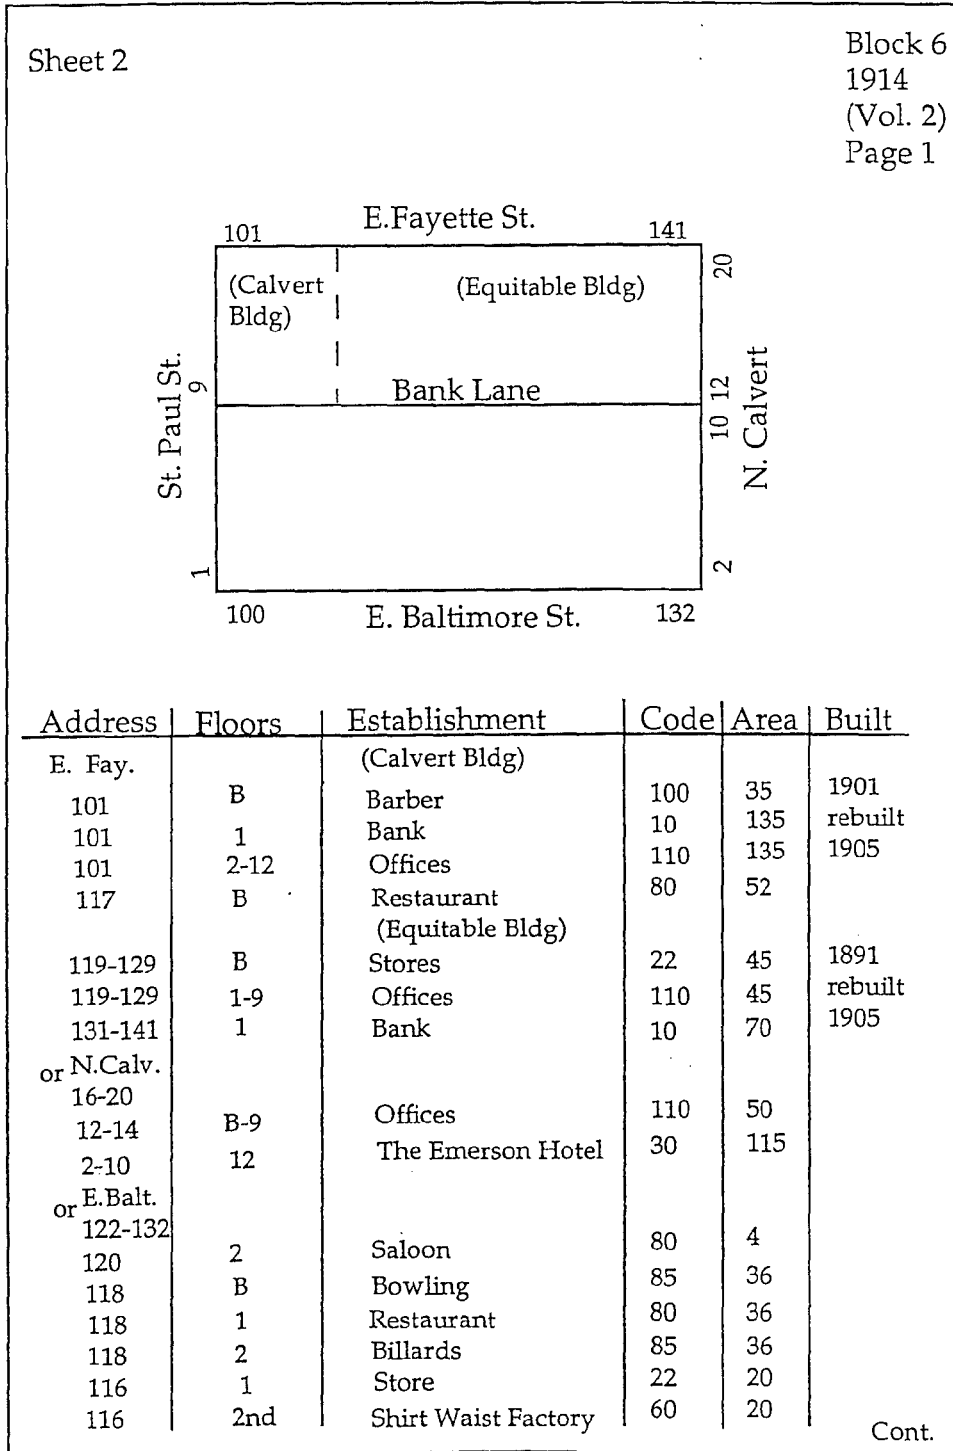 Sheet 2
Block 6
1914
(Vol. 2)
Page 1
E.Fayette St.
101
141
(Calvert
Bldg)
(Equitable Bldg)
20
St. Paul St.
9
Bank Lane
12
10
N. Calvert
1
2
100
E. Baltimore St.
132
Address Floors Establishment Code Area Built
E. Fay. (Calvert Bldg)
101 B Barber 100 35 1901
101 1 Bank 10 135 rebuilt
101 2-12 Offices 110 135 1905
117 B Restaurant 80 52
(Equitable Bldg)
119-129 B Stores 22 45 1891
119-129 1-9 Offices 110 45 rebuilt
131-141 1 Bank 10 70 1905
or N.Calv.
16-20
12-14 B-9 Offices 110 50
2-10 12 The Emerson Hotel 30 115
or E.Balt.
122-132
120 2 Saloon 80 4
118 B Bowling 85 36
118 1 Restaurant 80 36
118 2 Billards 85 36
116 1 Store 22 20
116 2nd Shirt Waist Factory 60 20
Cont.